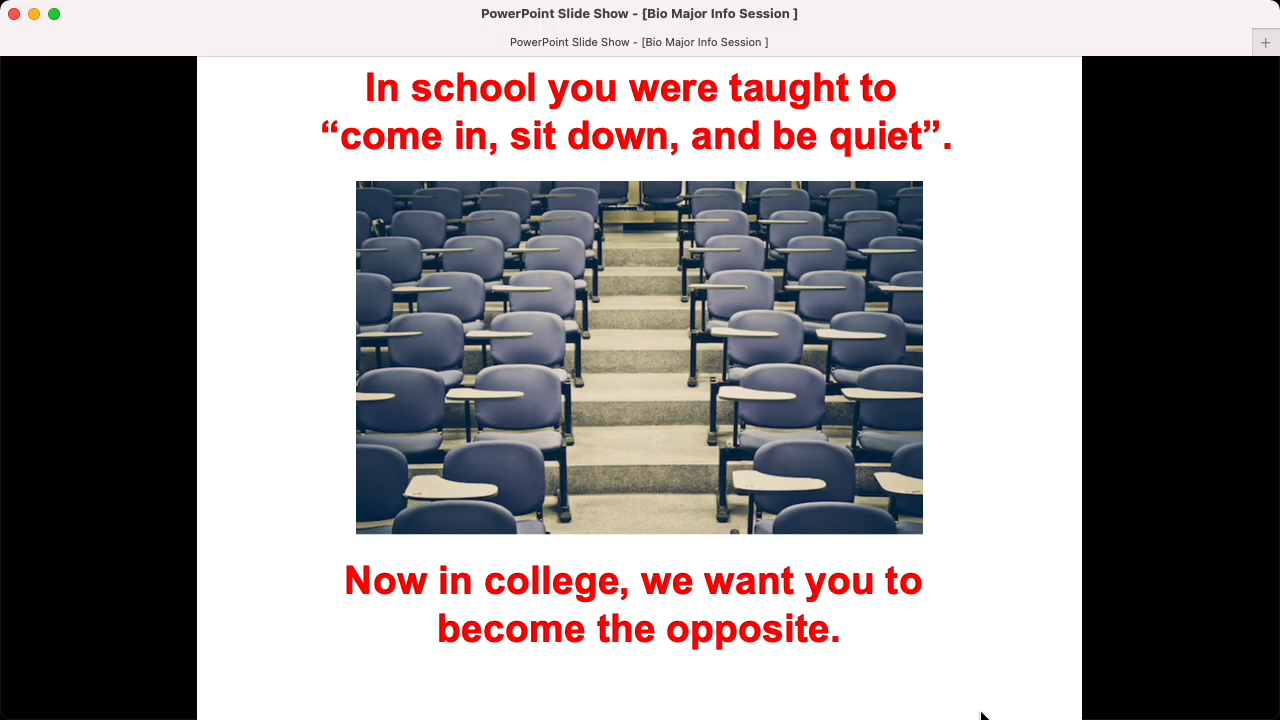 PowerPoint Slide Show - [Bio Major Info Session ]
PowerPoint Slide Show - [Bio Major Info Session ]
In school you were taught to
“come in, sit down, and be quiet”.
Now in college, we want you to
become the opposite.